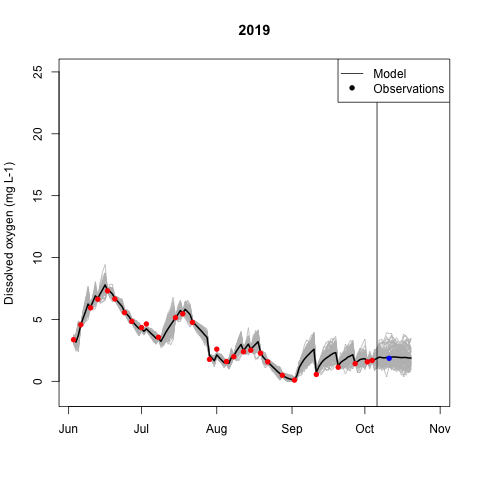 2019
Model
Observations
Dissolved oxygen (mg L-1)
25
20
15
10
5
0
Jun Jul Aug Sep Oct Nov